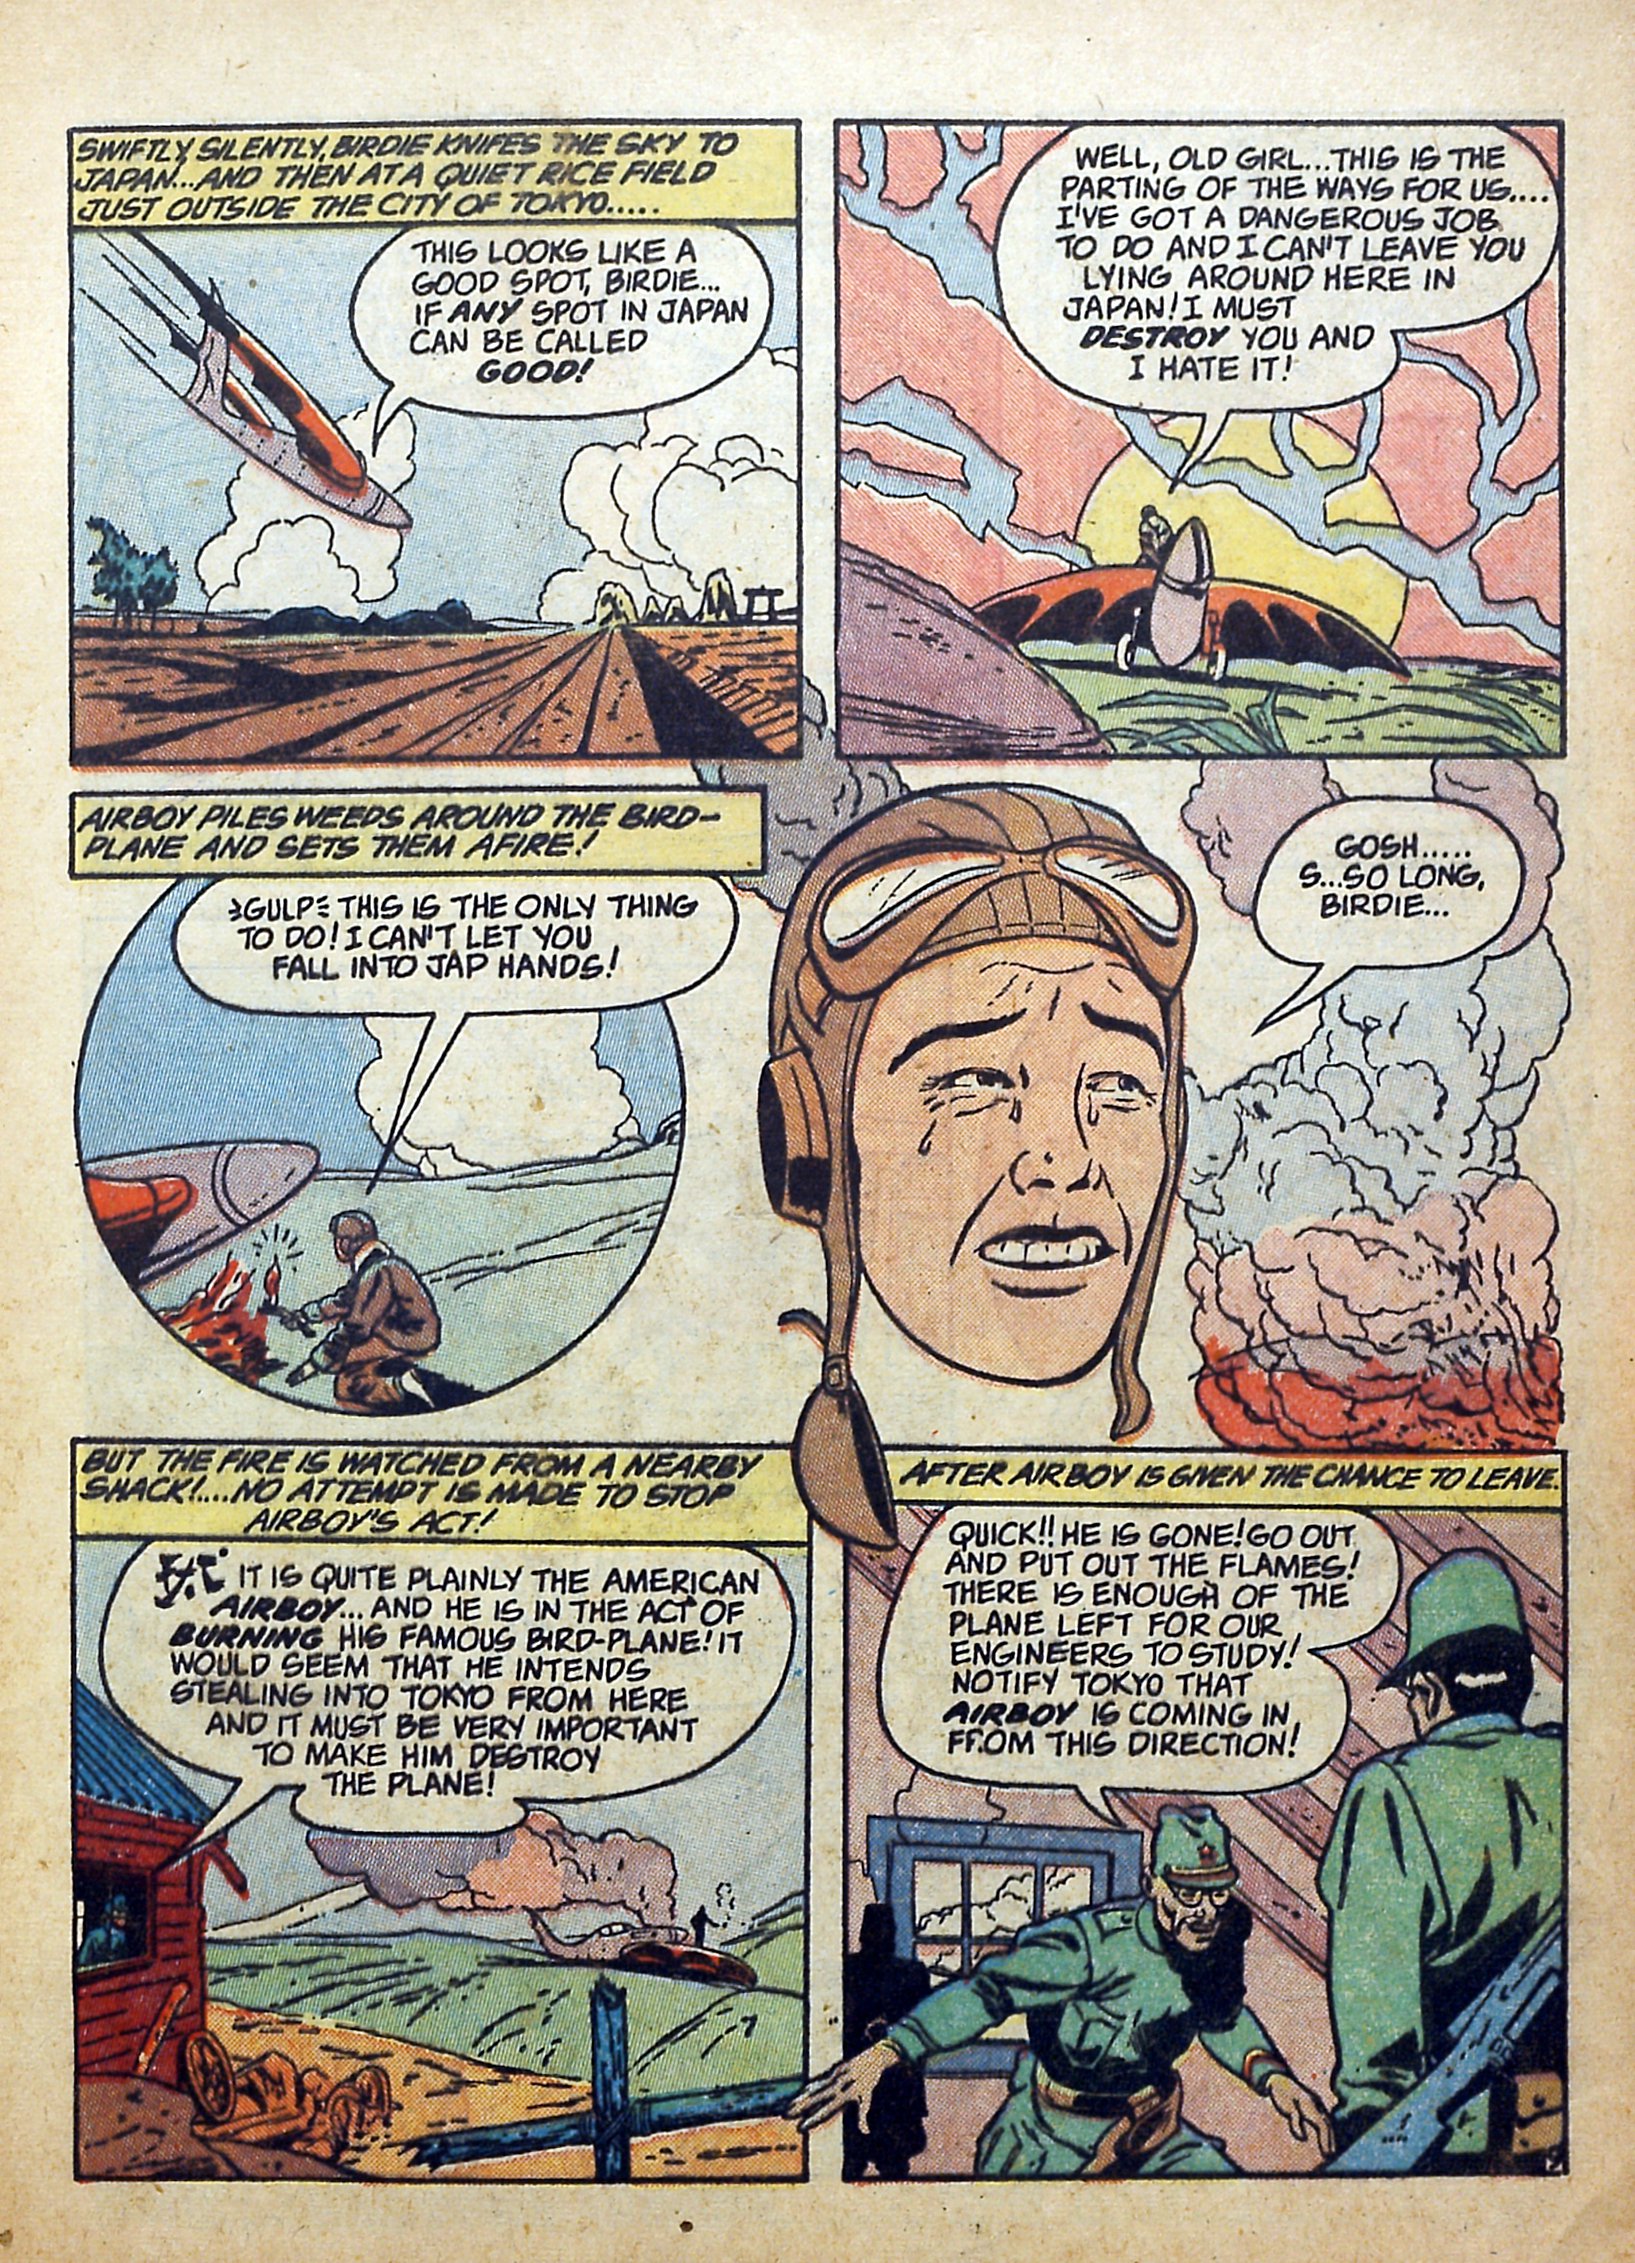 SWIFTLY, SILENTLY, BIRDIE KNIFES THE SKY TO
JAPAN...AND THEN AT A QUIET RICE FIELD
JUST OUTSIDE THE CITY OF TOKYO.....
THIS LOOKS LIKE A
GOOD SPOT, BIRDIE...
IF ANY SPOT IN JAPAN
CAN BE CALLED
GOOD!
WELL, OLD GIRL...THIS IS THE
PARTING OF THE WAYS FOR US....
I'VE GOT A DANGEROUS JOB
TO DO AND I CAN'T LEAVE YOU
LYING AROUND HERE IN
JAPAN! I MUST
DESTROY YOU AND
I HATE IT!
AIRBOY PILES WEEDS AROUND THE BIRD-
PLANE AND SETS THEM AFIRE!
GULP THIS IS THE ONLY THING
TO DO! I CAN'T LET YOU
FALL INTO JAP HANDS!
GOSH.....
S...SO LONG,
BIRDIE...
BUT THE FIRE IS WATCHED FROM A NEARBY
SHACK!....NO ATTEMPT IS MADE TO STOP
AIRBOY'S ACT!
IT IS QUITE PLAINLY THE AMERICAN
AIRBOY...AND HE IS IN THE ACT OF
BURNING HIS FAMOUS BIRD-PLANE! IT
WOULD SEEM THAT HE INTENDS
STEALING INTO TOKYO FROM HERE
AND IT MUST BE VERY IMPORTANT
TO MAKE HIM DESTROY
THE PLANE!
AFTER AIRBOY IS GIVEN THE CHANCE TO LEAVE.
QUICK!! HE IS GONE! GO OUT
AND PUT OUT THE FLAMES!
THERE IS ENOUGH OF THE
PLANE LEFT FOR OUR
ENGINEERS TO STUDY!
NOTIFY TOKYO THAT
AIRBOY IS COMING IN
FROM THIS DIRECTION!